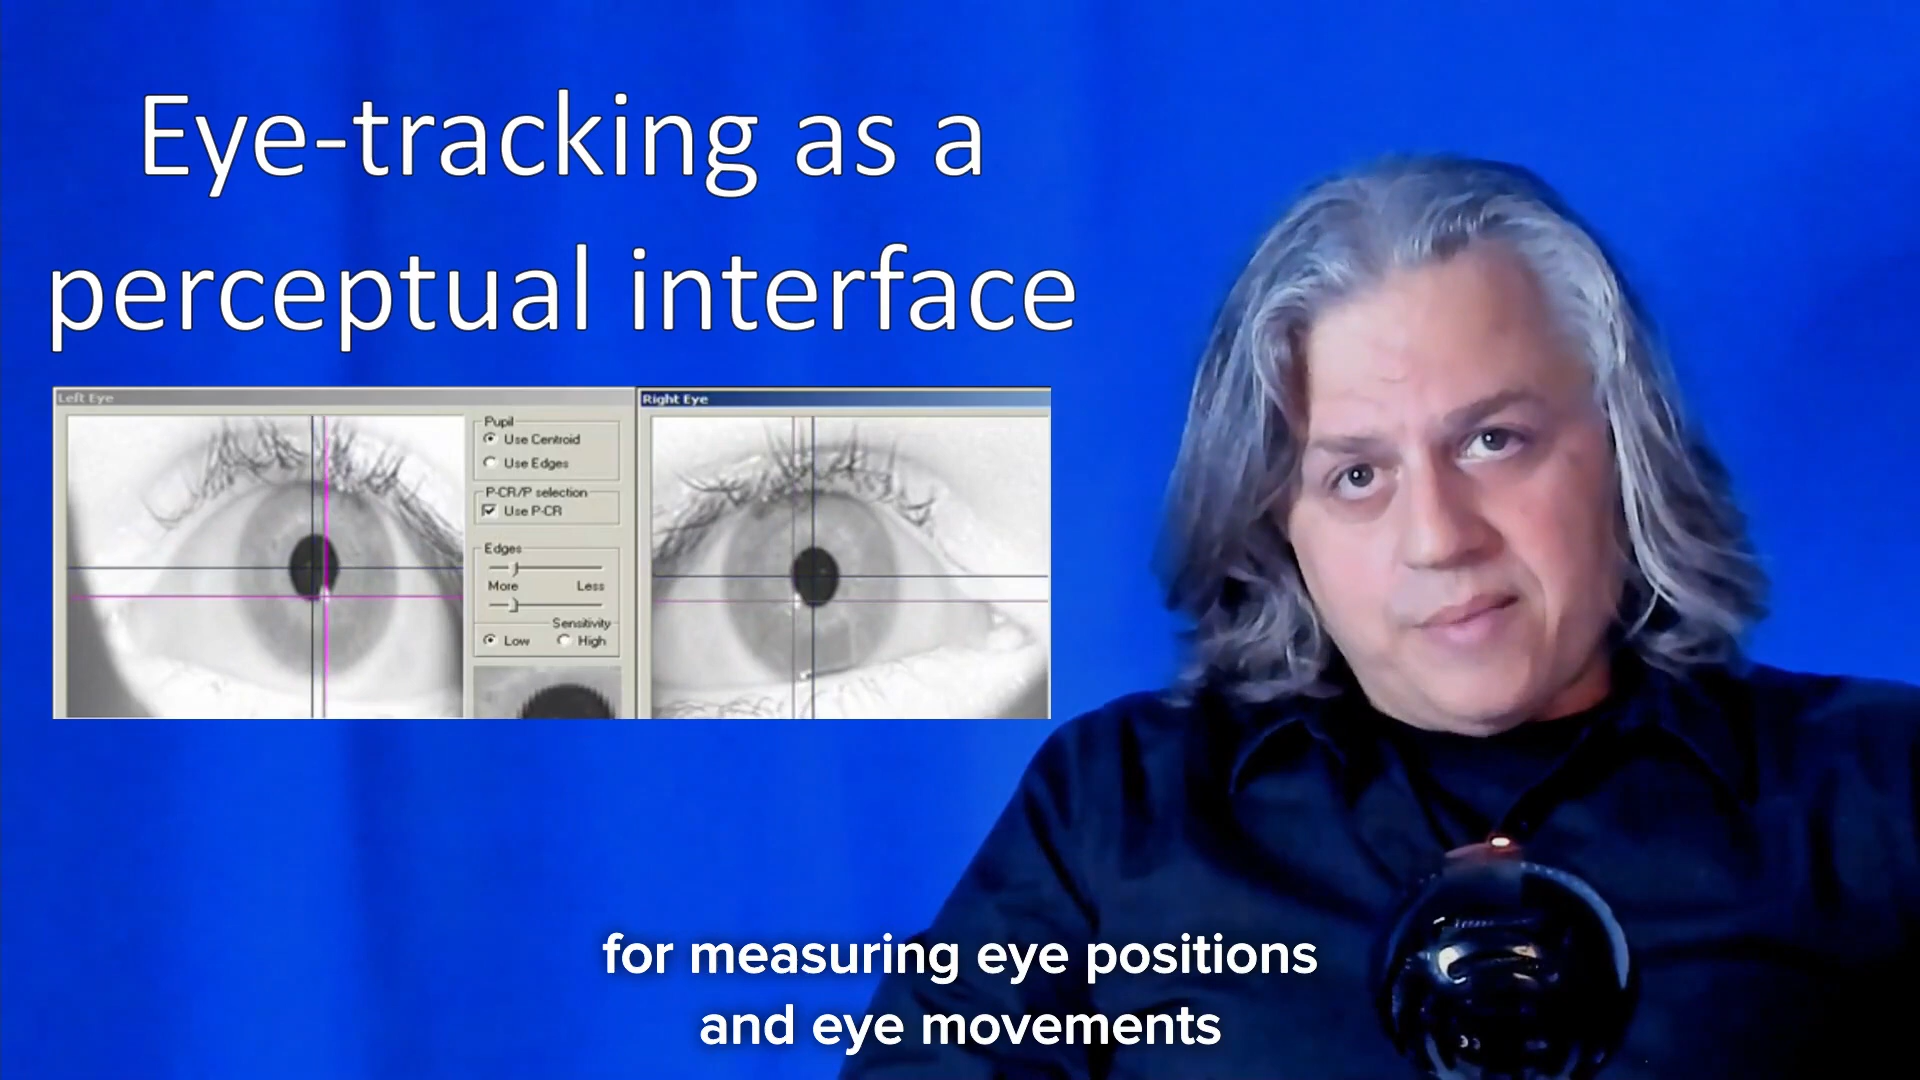 Eye-tracking as a
perceptual interface
Left Eye
Pupil
Use Centroid
Use Edges
P-CR/P selection
Use P-CR
Edges
More Less
Sensitivity
Low High
Right Eye
for measuring eye positions
and eye movements